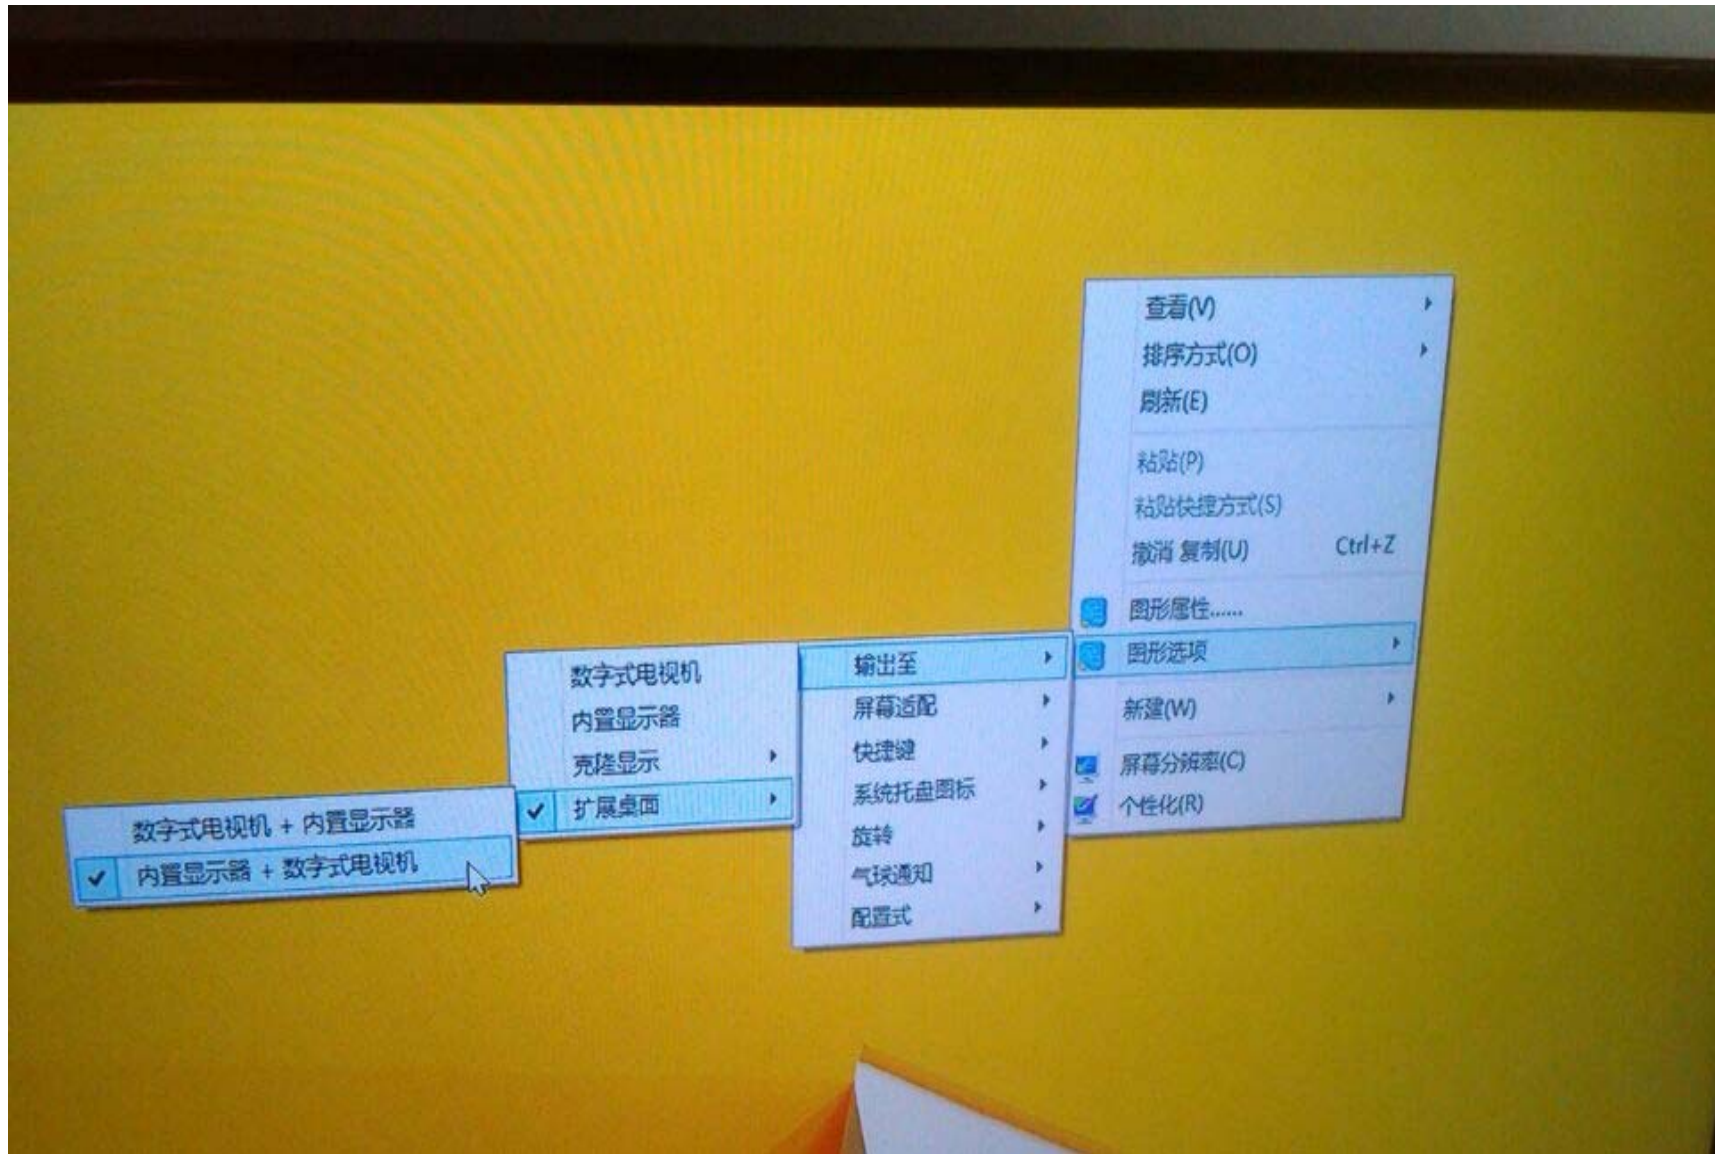 查看(V)
排序方式(O)
刷新(E)
粘贴(P)
粘贴快捷方式(S)
撤消 复制(U) Ctrl+Z
图形属性......
图形选项
新建(W)
屏幕分辨率(C)
个性化(R)
输出至
屏幕适配
快捷键
系统托盘图标
旋转
气球通知
配置式
数字式电视机
内置显示器
克隆显示
扩展桌面
数字式电视机 + 内置显示器
内置显示器 + 数字式电视机